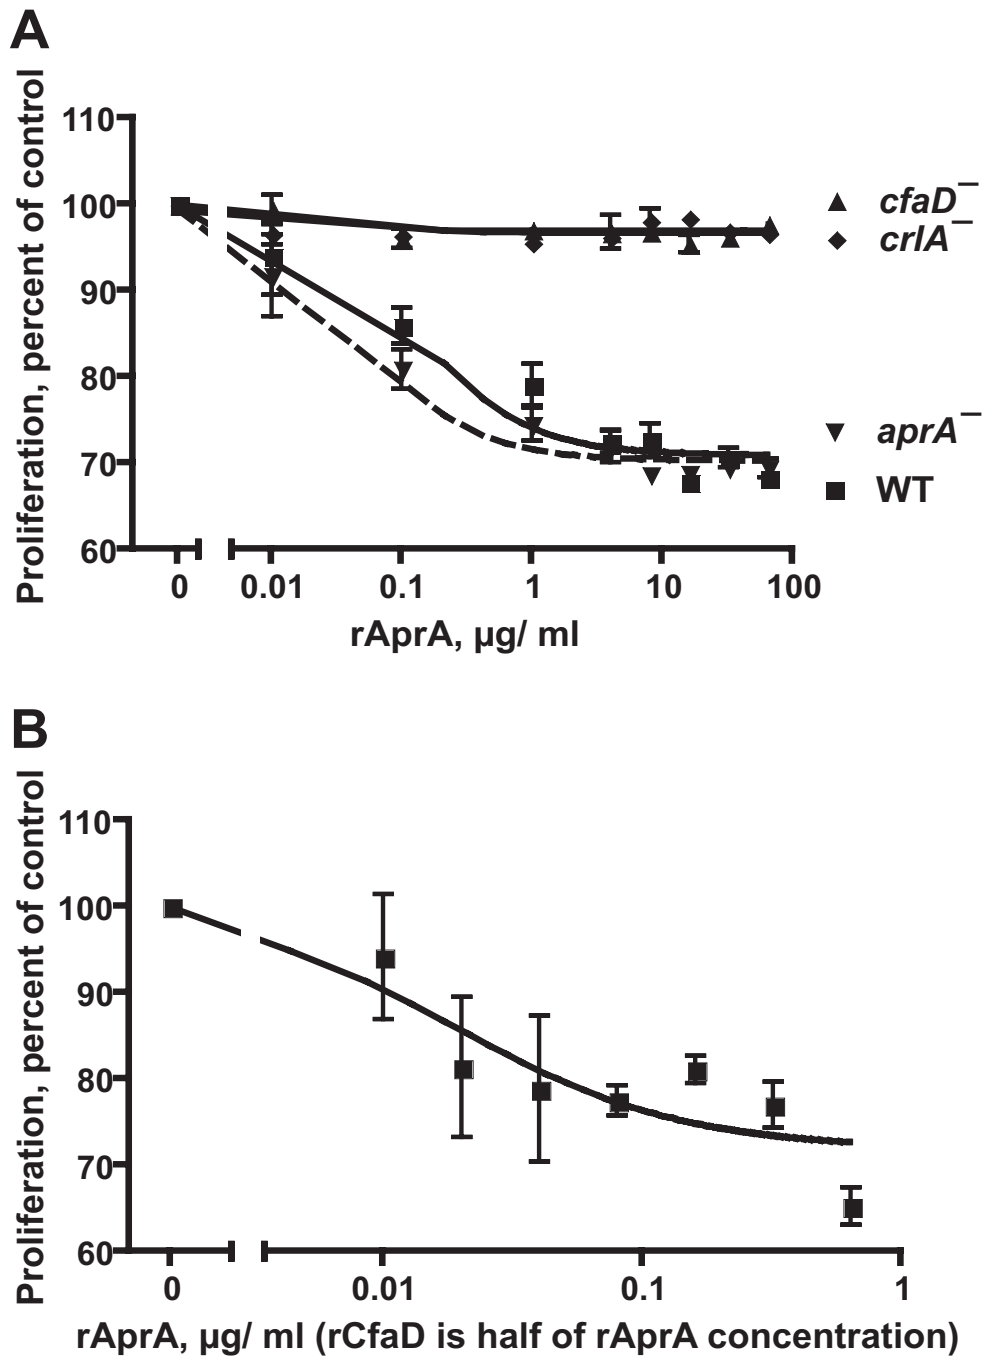 A
Proliferation, percent of control
110
100
90
80
70
60
0 0.01 0.1 1 10 100
rAprA, µg/ ml
cfaD⁻
crlA⁻
aprA⁻
WT
B
Proliferation, percent of control
110
100
90
80
70
60
0 0.01 0.1 1
rAprA, µg/ ml (rCfaD is half of rAprA concentration)